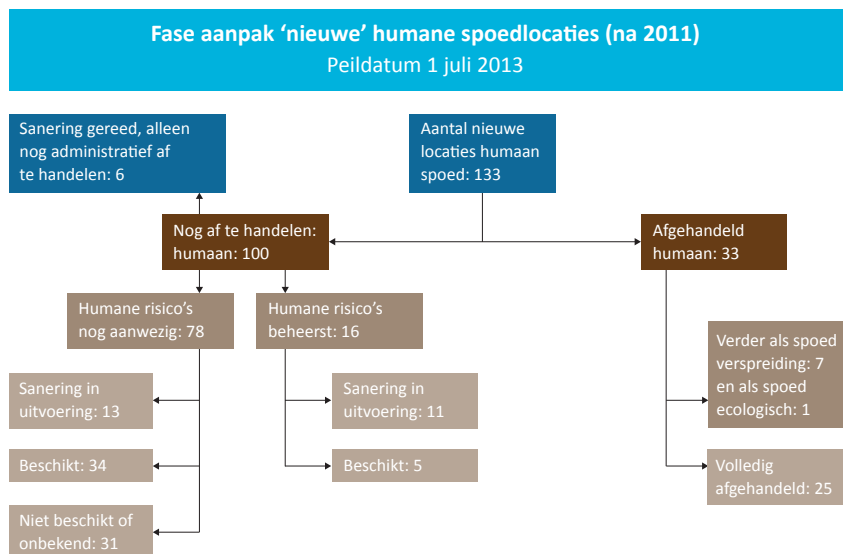 Fase aanpak ‘nieuwe’ humane spoedlocaties (na 2011)
Peildatum 1 juli 2013
Sanering gereed, alleen
nog administratief af
te handelen: 6
Aantal nieuwe
locaties humaan
spoed: 133
Nog af te handelen:
humaan: 100
Afgehandeld
humaan: 33
Humane risico’s
nog aanwezig: 78
Humane risico’s
beheerst: 16
Verder als spoed
verspreiding: 7
en als spoed
ecologisch: 1
Sanering in
uitvoering: 13
Sanering in
uitvoering: 11
Beschikt: 34
Beschikt: 5
Volledig
afgehandeld: 25
Niet beschikt of
onbekend: 31